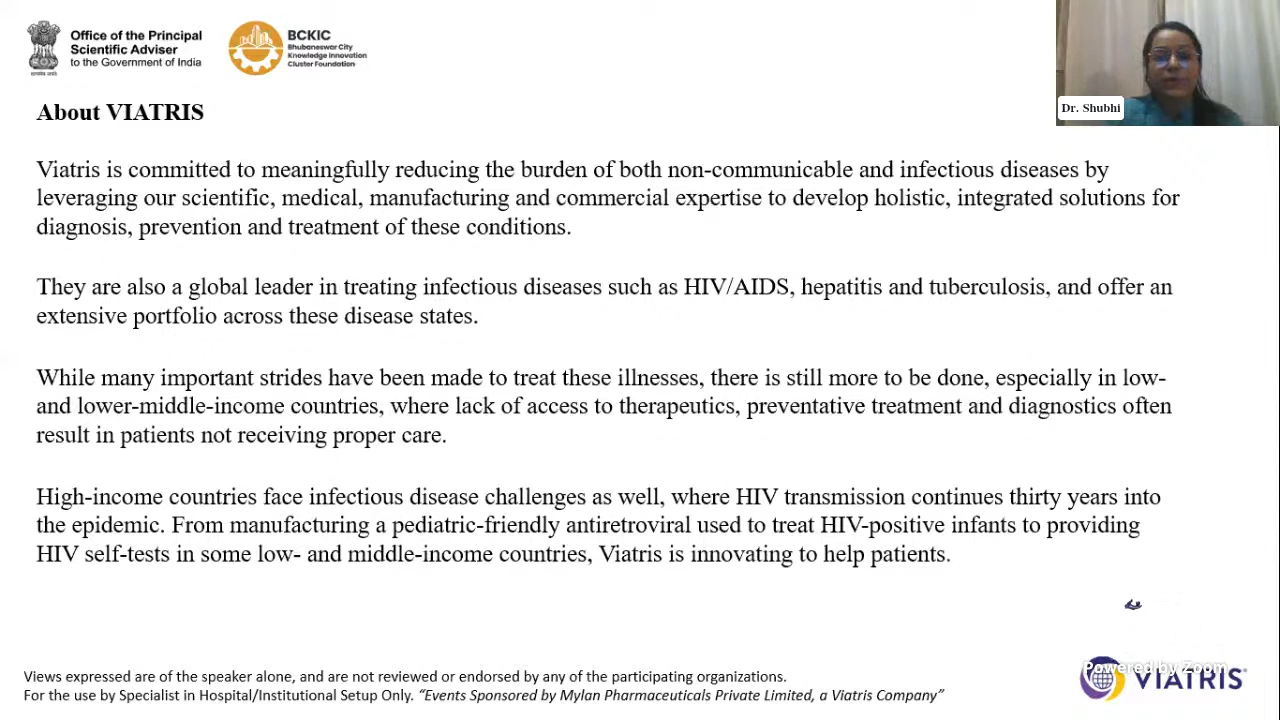 Office of the Principal
Scientific Adviser
to the Government of India
BCKIC
Bhubaneswar City
Knowledge Innovation
Cluster Foundation
Dr. Shubhi
About VIATRIS
Viatris is committed to meaningfully reducing the burden of both non-communicable and infectious diseases by
leveraging our scientific, medical, manufacturing and commercial expertise to develop holistic, integrated solutions for
diagnosis, prevention and treatment of these conditions.
They are also a global leader in treating infectious diseases such as HIV/AIDS, hepatitis and tuberculosis, and offer an
extensive portfolio across these disease states.
While many important strides have been made to treat these illnesses, there is still more to be done, especially in low-
and lower-middle-income countries, where lack of access to therapeutics, preventative treatment and diagnostics often
result in patients not receiving proper care.
High-income countries face infectious disease challenges as well, where HIV transmission continues thirty years into
the epidemic. From manufacturing a pediatric-friendly antiretroviral used to treat HIV-positive infants to providing
HIV self-tests in some low- and middle-income countries, Viatris is innovating to help patients.
Views expressed are of the speaker alone, and are not reviewed or endorsed by any of the participating organizations.
For the use by Specialist in Hospital/Institutional Setup Only. “Events Sponsored by Mylan Pharmaceuticals Private Limited, a Viatris Company”
Powered by Zoom
VIATRIS